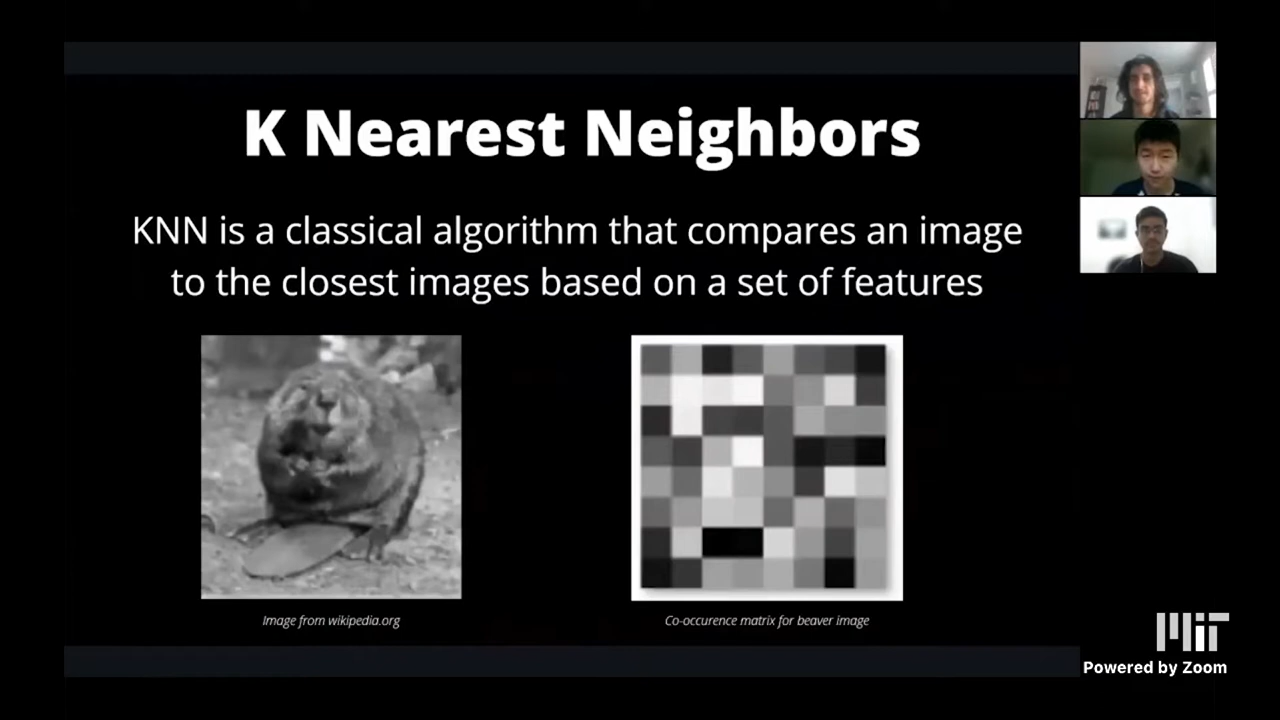 K Nearest Neighbors
KNN is a classical algorithm that compares an image
to the closest images based on a set of features
Image from wikipedia.org
Co-occurence matrix for beaver image
MIT
Powered by Zoom